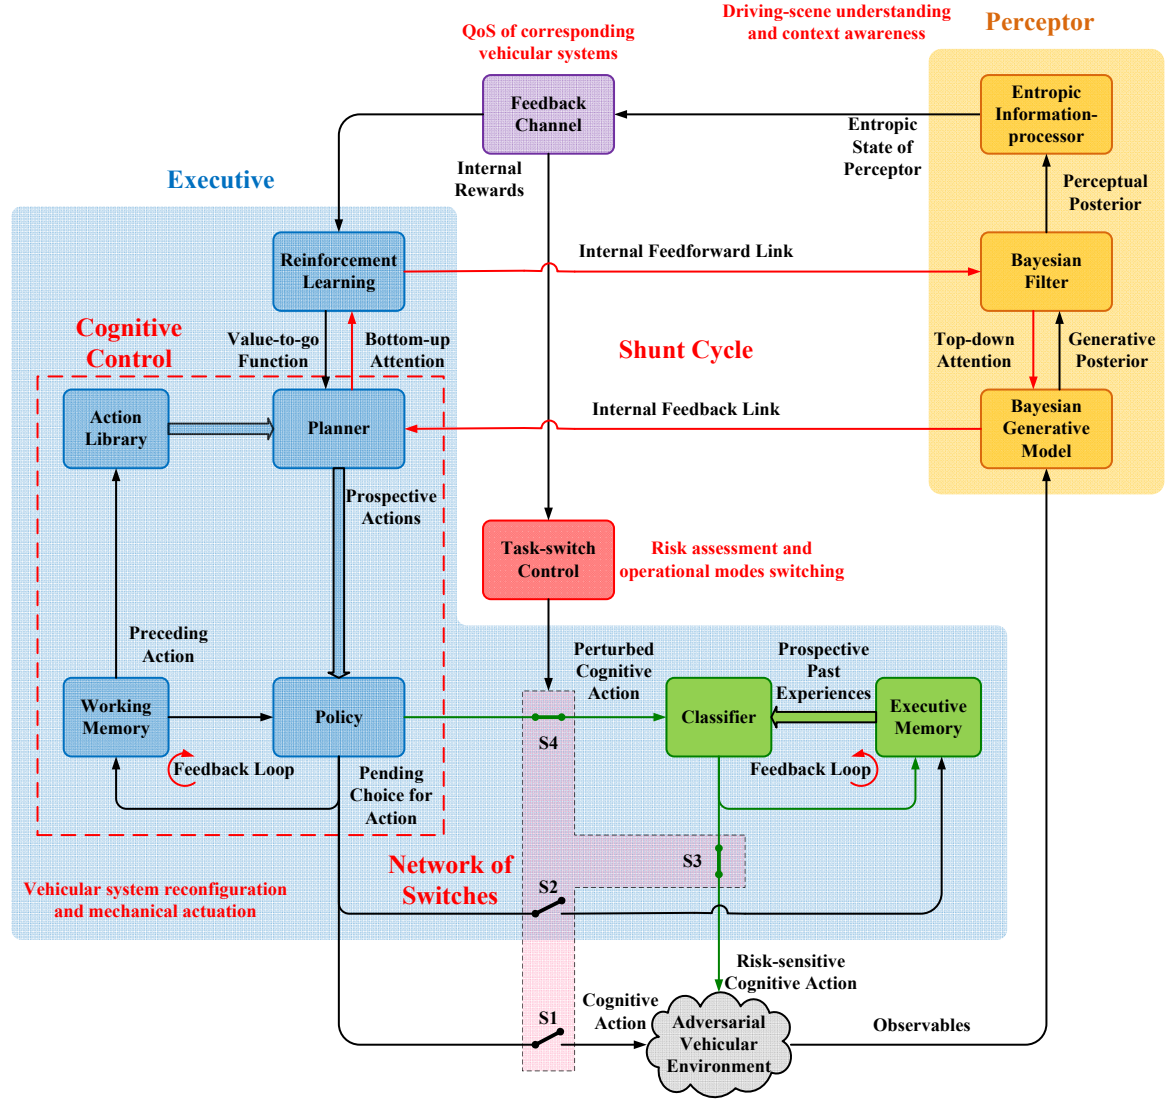 Driving-scene understanding
and context awareness
Perceptor
QoS of corresponding
vehicular systems
Feedback
Channel
Entropic
Information-
processor
Entropic
State of
Perceptor
Internal
Rewards
Executive
Perceptual
Posterior
Reinforcement
Learning
Internal Feedforward Link
Bayesian
Filter
Cognitive
Control
Value-to-go
Function
Bottom-up
Attention
Shunt Cycle
Top-down
Attention
Generative
Posterior
Action
Library
Planner
Internal Feedback Link
Bayesian
Generative
Model
Prospective
Actions
Task-switch
Control
Risk assessment and
operational modes switching
Preceding
Action
Perturbed
Cognitive
Action
Prospective
Past
Experiences
Working
Memory
Policy
S4
Classifier
Executive
Memory
Feedback Loop
Pending
Choice for
Action
Feedback Loop
Network of
Switches
S3
Vehicular system reconfiguration
and mechanical actuation
S2
Risk-sensitive
Cognitive Action
S1
Cognitive
Action
Adversarial
Vehicular
Environment
Observables